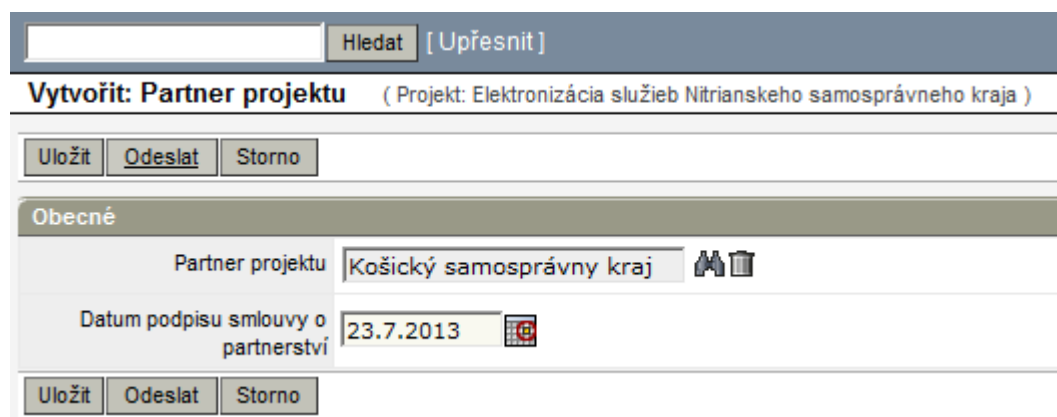 Hledat [ Upřesnit ]
Vytvořit: Partner projektu ( Projekt: Elektronizácia služieb Nitrianskeho samosprávneho kraja )
Uložit Odeslat Storno
Obecné
Partner projektu Košický samosprávny kraj
Datum podpisu smlouvy o
partnerství 23.7.2013
Uložit Odeslat Storno